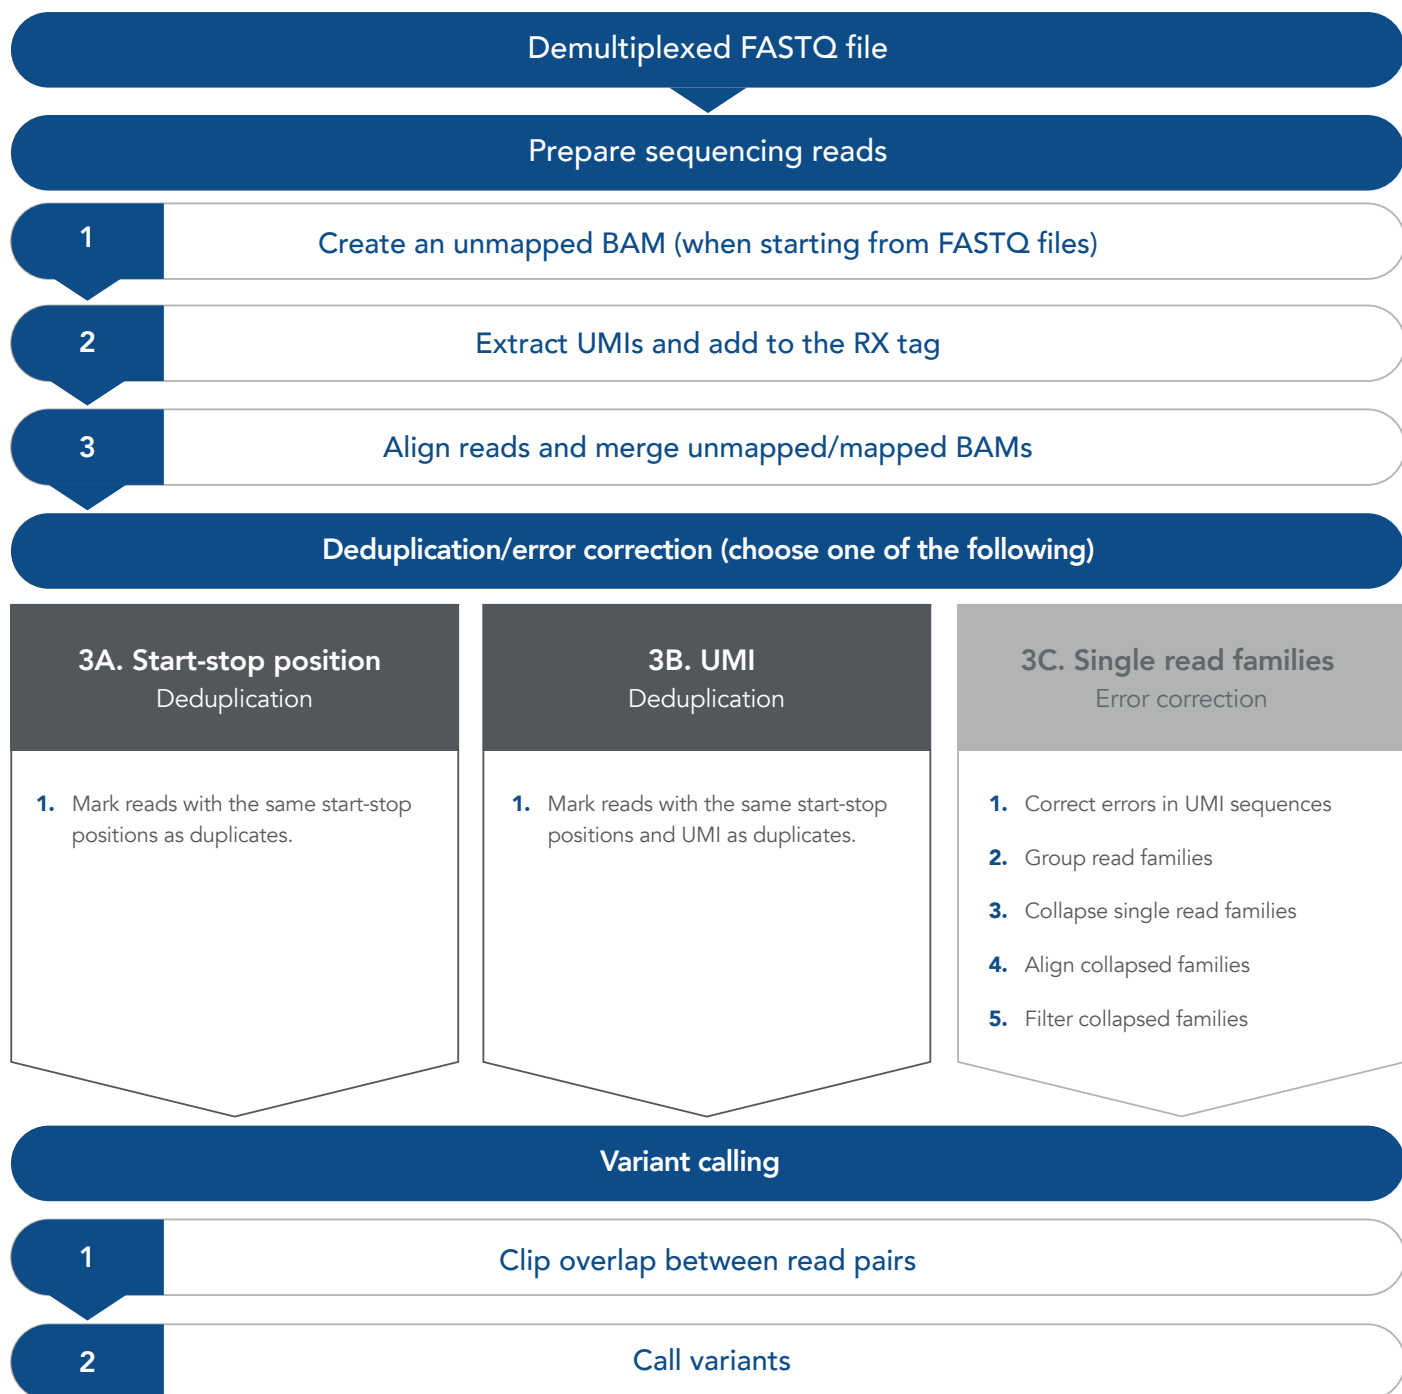 Demultiplexed FASTQ file
Prepare sequencing reads
1
Create an unmapped BAM (when starting from FASTQ files)
2
Extract UMIs and add to the RX tag
3
Align reads and merge unmapped/mapped BAMs
Deduplication/error correction (choose one of the following)
3A. Start-stop position
Deduplication
1. Mark reads with the same start-stop
positions as duplicates.
3B. UMI
Deduplication
1. Mark reads with the same start-stop
positions and UMI as duplicates.
3C. Single read families
Error correction
1. Correct errors in UMI sequences
2. Group read families
3. Collapse single read families
4. Align collapsed families
5. Filter collapsed families
Variant calling
1
Clip overlap between read pairs
2
Call variants